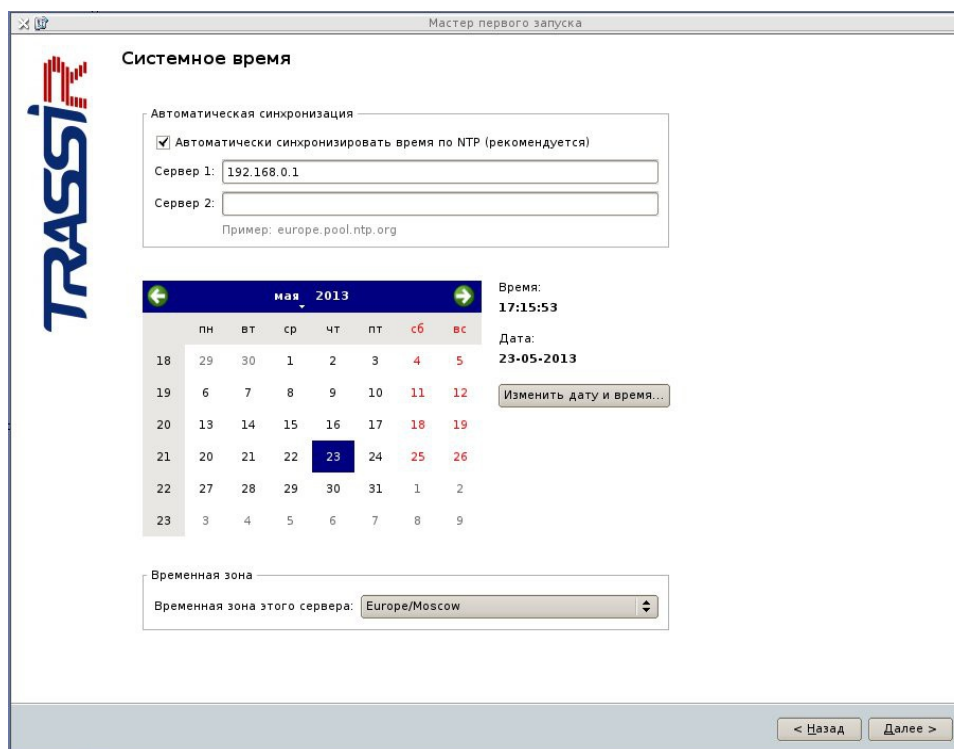 Мастер первого запуска
TRASSIR
Системное время
Автоматическая синхронизация
Автоматически синхронизировать время по NTP (рекомендуется)
Сервер 1: 192.168.0.1
Сервер 2:
Пример: europe.pool.ntp.org
мая 2013
пн вт ср чт пт сб вс
18 29 30 1 2 3 4 5
19 6 7 8 9 10 11 12
20 13 14 15 16 17 18 19
21 20 21 22 23 24 25 26
22 27 28 29 30 31 1 2
23 3 4 5 6 7 8 9
Время:
17:15:53
Дата:
23-05-2013
Изменить дату и время...
Временная зона
Временная зона этого сервера: Europe/Moscow
< Назад Далее >